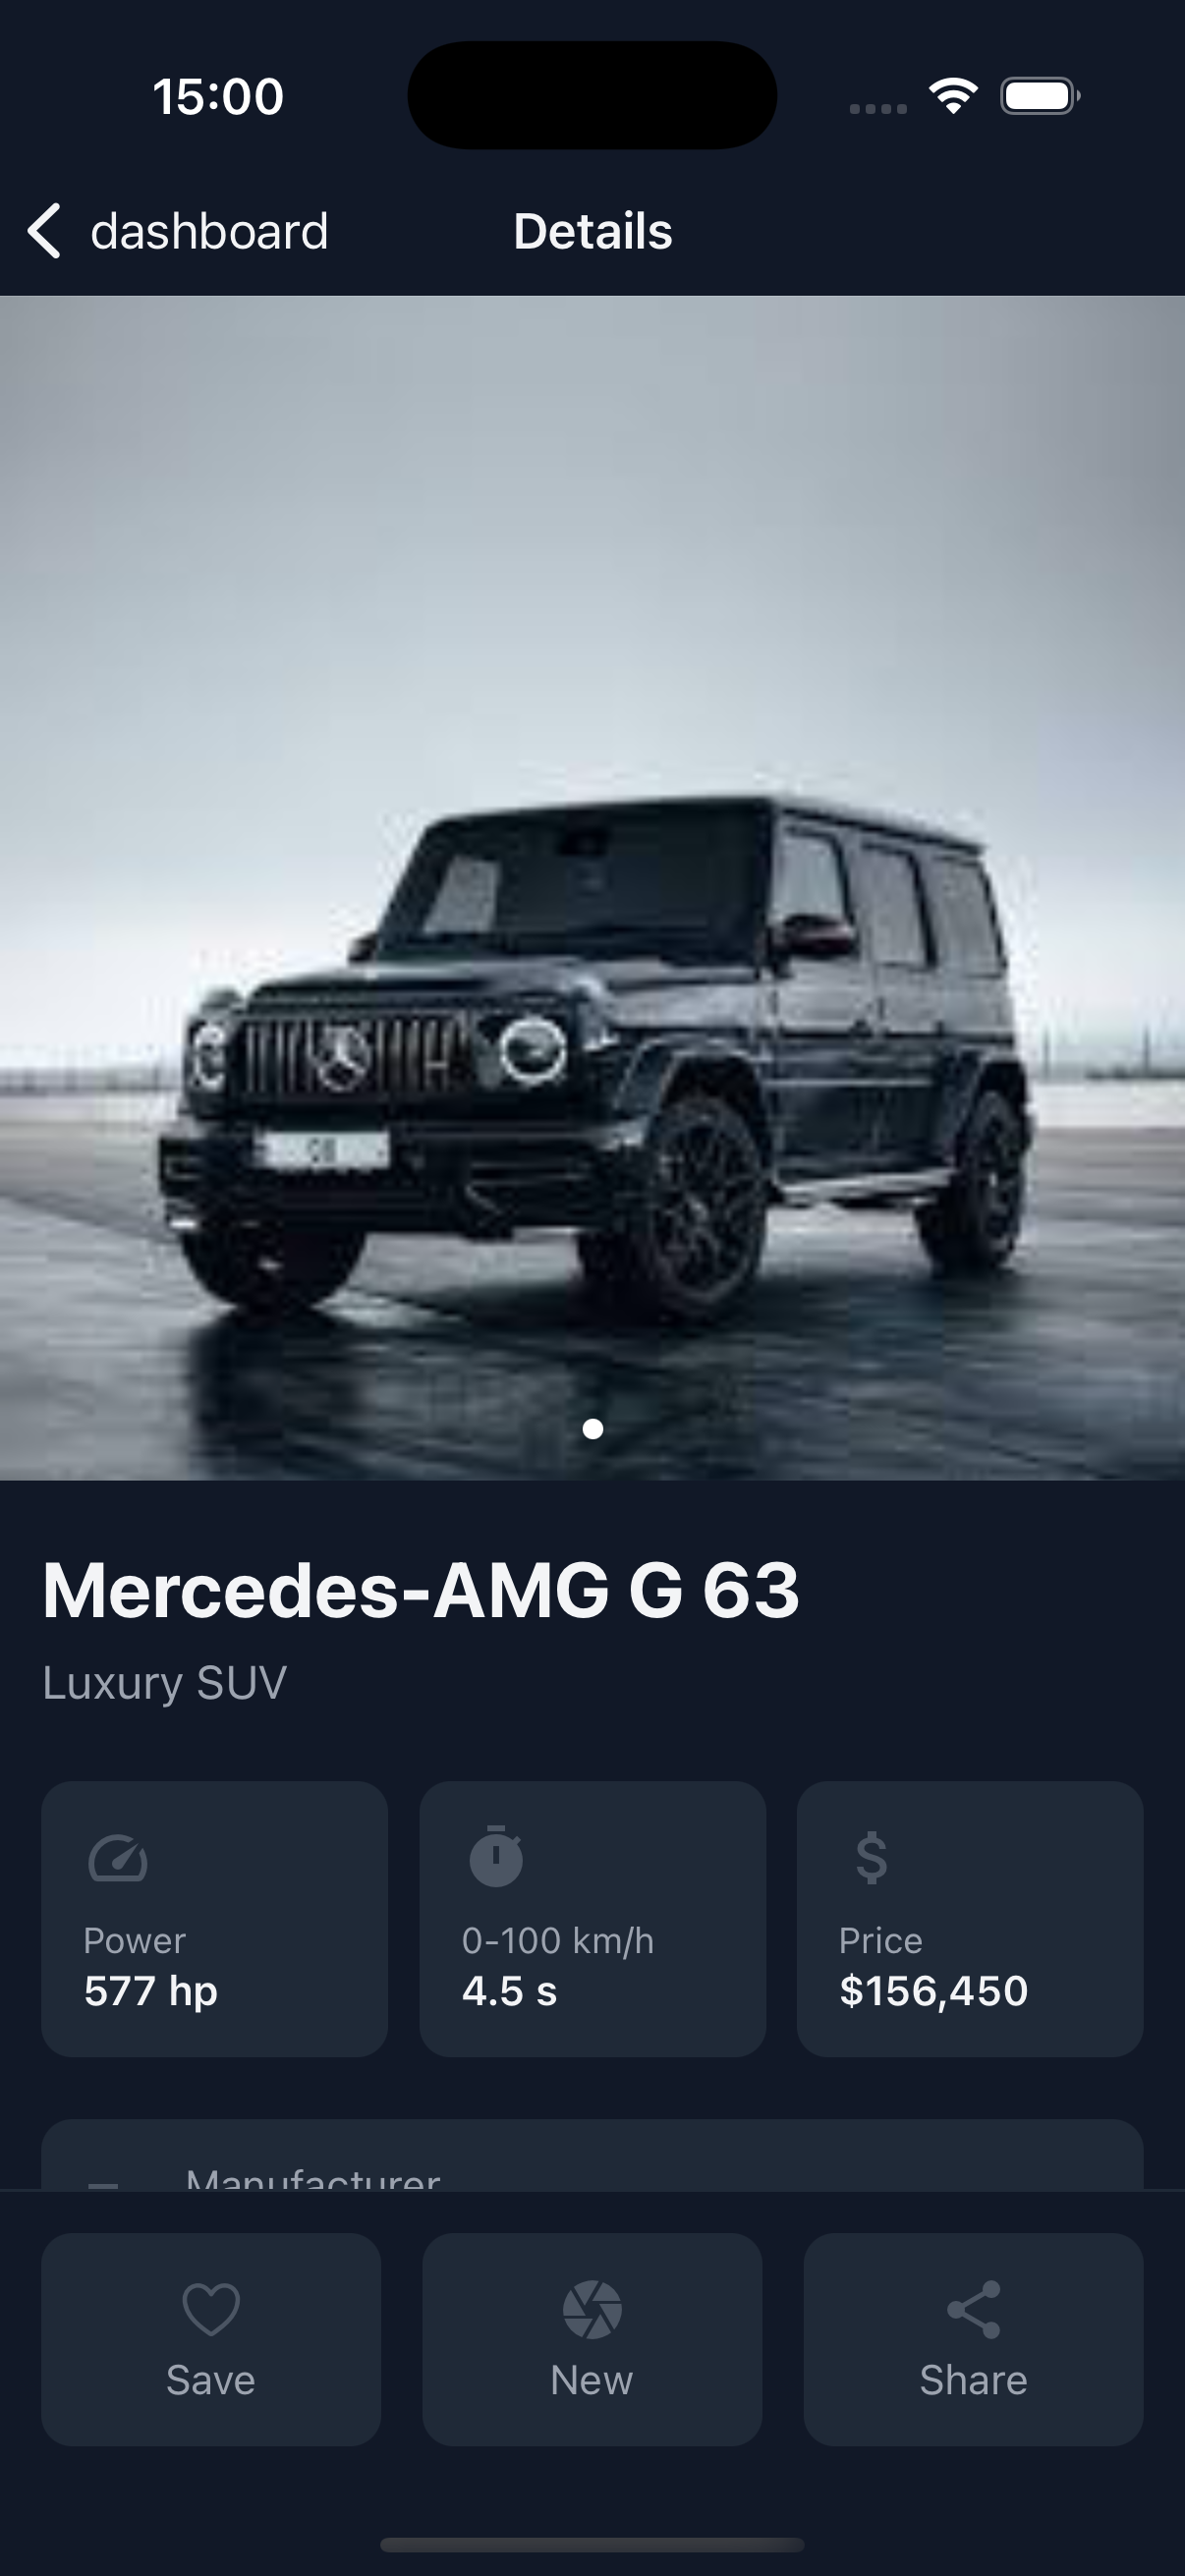 15:00
dashboard
Details
Mercedes-AMG G 63
Luxury SUV
Power
577 hp
0-100 km/h
4.5 s
Price
$156,450
Manufacturer
Save
New
Share